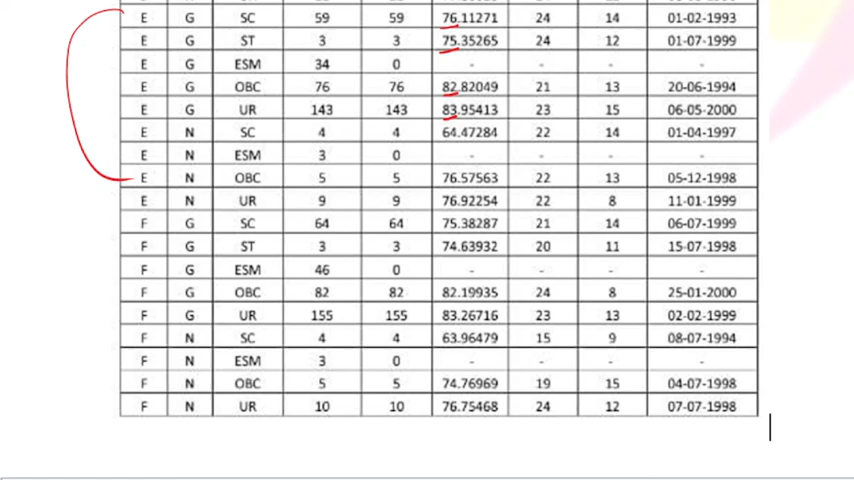 E G SC 59 59 76.11271 24 14 01-02-1993
E G ST 3 3 75.35265 24 12 01-07-1999
E G ESM 34 0 - - - -
E G OBC 76 76 82.82049 21 13 20-06-1994
E G UR 143 143 83.95413 23 15 06-05-2000
E N SC 4 4 64.47284 22 14 01-04-1997
E N ESM 3 0 - - - -
E N OBC 5 5 76.57563 22 13 05-12-1998
E N UR 9 9 76.92254 22 8 11-01-1999
F G SC 64 64 75.38287 21 14 06-07-1999
F G ST 3 3 74.63932 20 11 15-07-1998
F G ESM 46 0 - - - -
F G OBC 82 82 82.19935 24 8 25-01-2000
F G UR 155 155 83.26716 23 13 02-02-1999
F N SC 4 4 63.96479 15 9 08-07-1994
F N ESM 3 0 - - - -
F N OBC 5 5 74.76969 19 15 04-07-1998
F N UR 10 10 76.75468 24 12 07-07-1998